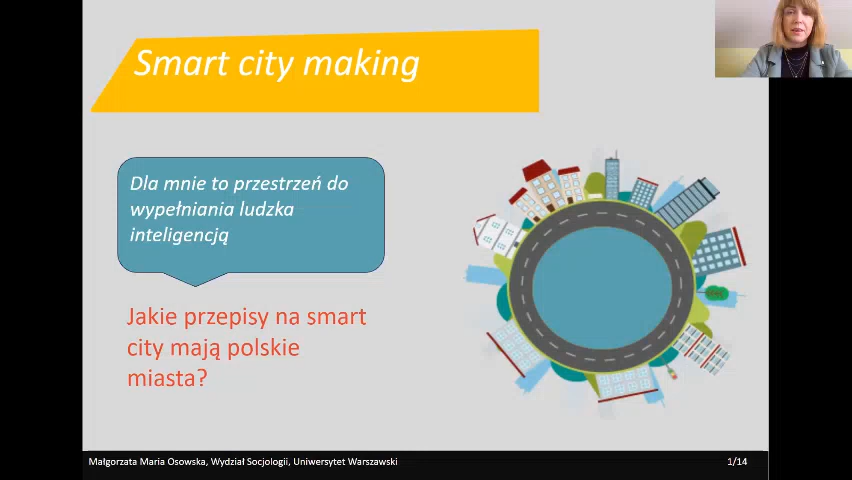 Smart city making
Dla mnie to przestrzeń do
wypełniania ludzka
inteligencją
Jakie przepisy na smart
city mają polskie
miasta?
Małgorzata Maria Osowska, Wydział Socjologii, Uniwersytet Warszawski
1/14